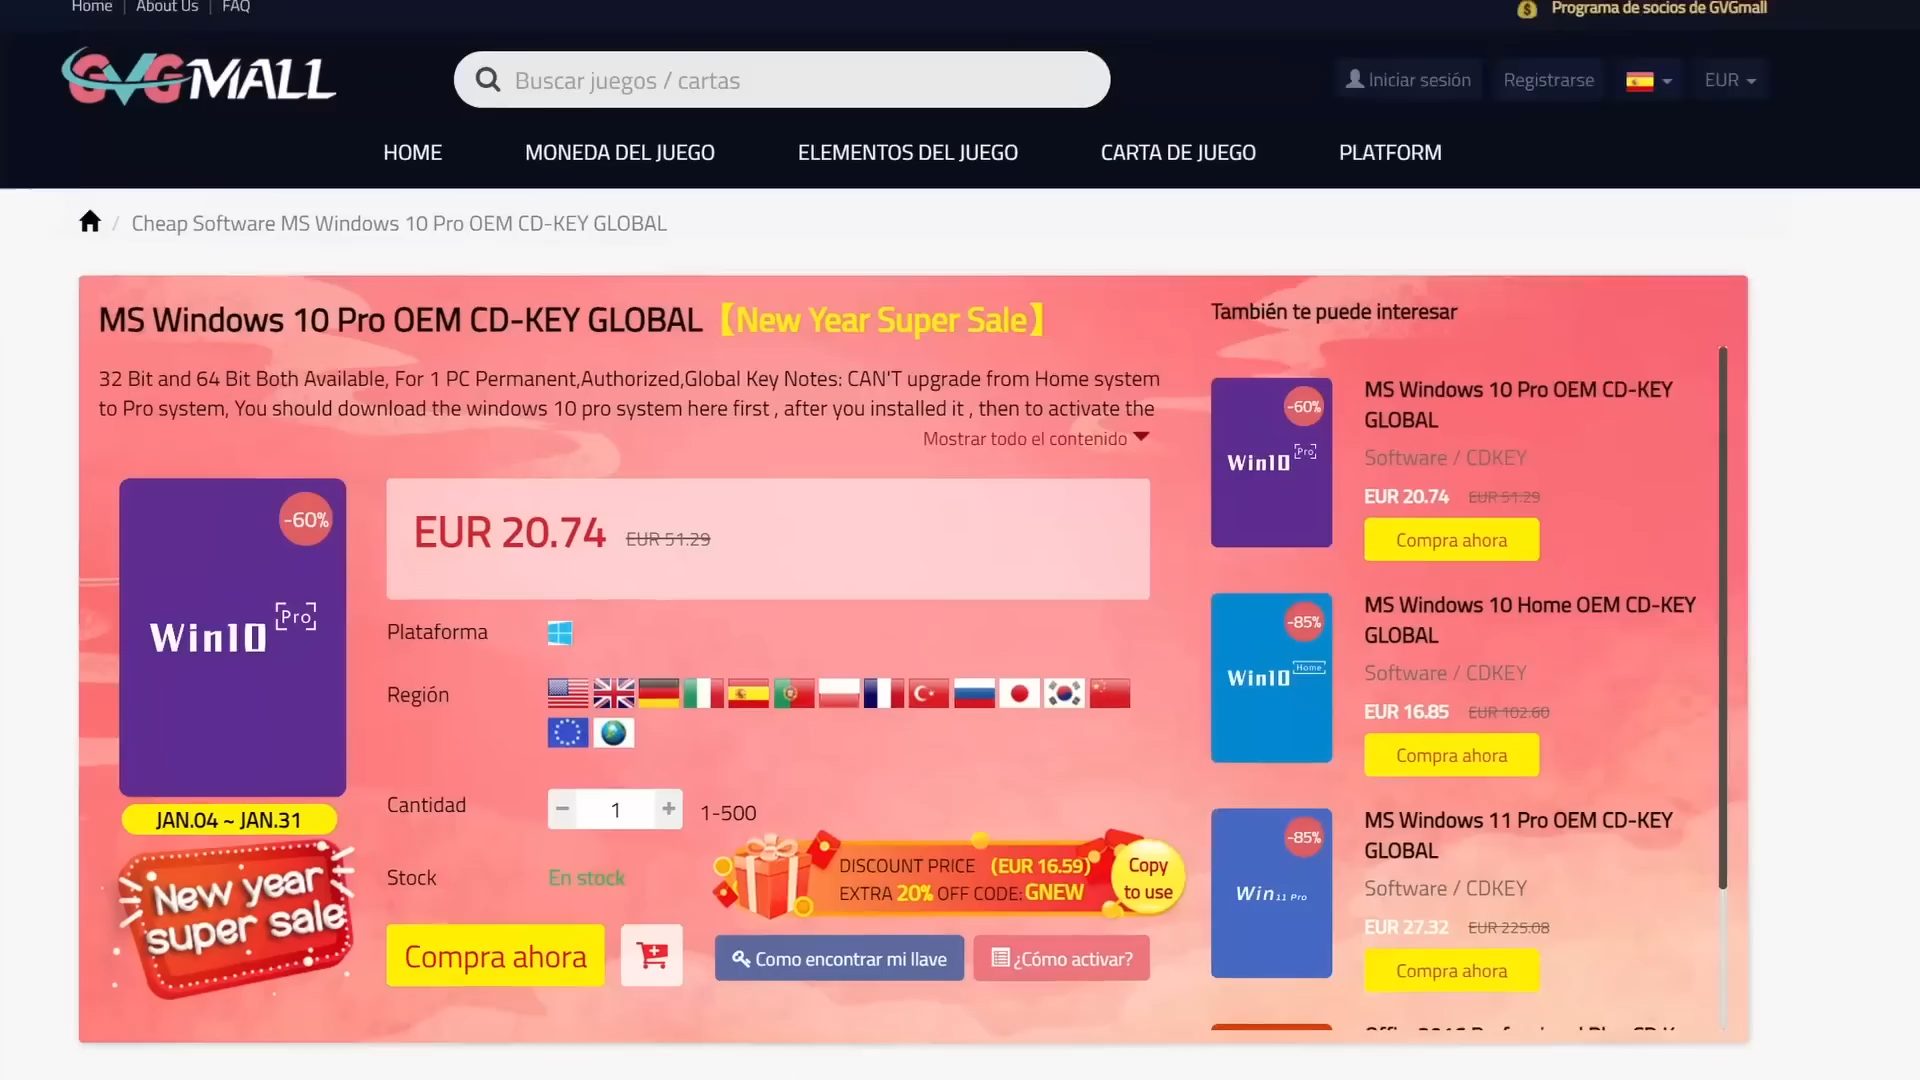 Home | About Us | FAQ
Programa de socios de GVGmall
GVGMALL
Buscar juegos / cartas
Iniciar sesión
Registrarse
EUR
HOME
MONEDA DEL JUEGO
ELEMENTOS DEL JUEGO
CARTA DE JUEGO
PLATFORM
/ Cheap Software MS Windows 10 Pro OEM CD-KEY GLOBAL
MS Windows 10 Pro OEM CD-KEY GLOBAL 【New Year Super Sale】
32 Bit and 64 Bit Both Available, For 1 PC Permanent,Authorized,Global Key Notes: CAN'T upgrade from Home system
to Pro system, You should download the windows 10 pro system here first , after you installed it , then to activate the
Mostrar todo el contenido
-60%
Win10 Pro
JAN.04 ~ JAN.31
New year
super sale
EUR 20.74 EUR 51.29
Plataforma
Región
Cantidad
− 1 + 1-500
Stock
En stock
DISCOUNT PRICE (EUR 16.59)
EXTRA 20% OFF CODE: GNEW
Copy
to use
Compra ahora
Como encontrar mi llave
¿Cómo activar?
También te puede interesar
-60%
Win10 Pro
MS Windows 10 Pro OEM CD-KEY
GLOBAL
Software / CDKEY
EUR 20.74 EUR 51.29
Compra ahora
-85%
Win10 Home
MS Windows 10 Home OEM CD-KEY
GLOBAL
Software / CDKEY
EUR 16.85 EUR 102.60
Compra ahora
-85%
Win 11 Pro
MS Windows 11 Pro OEM CD-KEY
GLOBAL
Software / CDKEY
EUR 27.32 EUR 225.08
Compra ahora